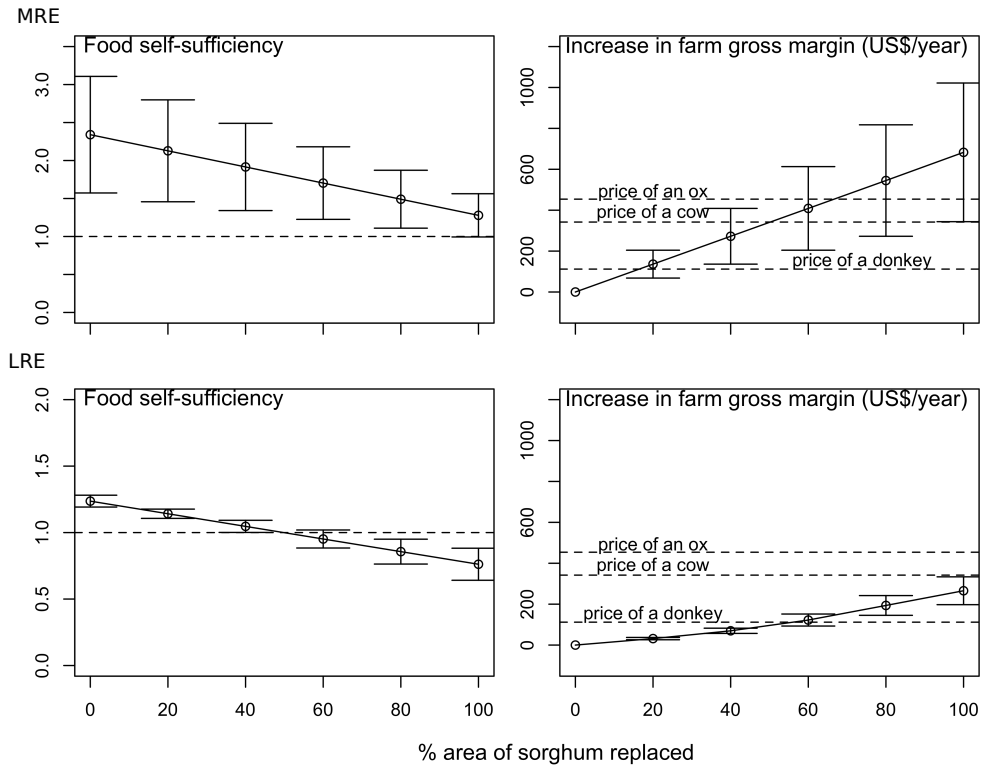 MRE
Food self-sufficiency
0.0 1.0 2.0 3.0
Increase in farm gross margin (US$/year)
0 200 600 1000
price of an ox
price of a cow
price of a donkey
LRE
Food self-sufficiency
0.0 0.5 1.0 1.5 2.0
0 20 40 60 80 100
Increase in farm gross margin (US$/year)
0 200 600 1000
price of an ox
price of a cow
price of a donkey
0 20 40 60 80 100
% area of sorghum replaced